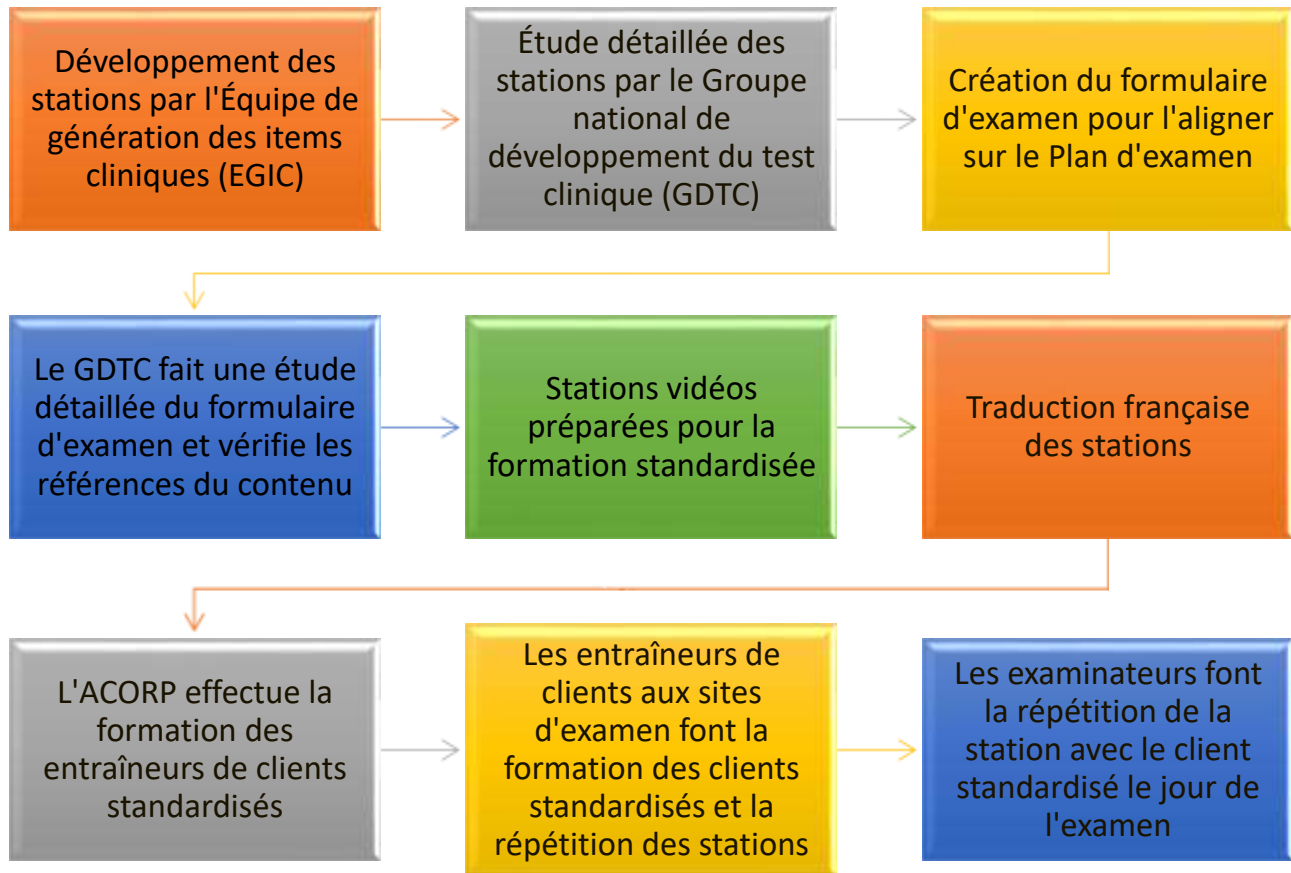 Développement des
stations par l'Équipe de
génération des items
cliniques (EGIC)
Étude détaillée des
stations par le Groupe
national de
développement du test
clinique (GDTC)
Création du formulaire
d'examen pour l'aligner
sur le Plan d'examen
Le GDTC fait une étude
détaillée du formulaire
d'examen et vérifie les
références du contenu
Stations vidéos
préparées pour la
formation standardisée
Traduction française
des stations
L'ACORP effectue la
formation des
entraîneurs de clients
standardisés
Les entraîneurs de
clients aux sites
d'examen font la
formation des clients
standardisés et la
répétition des stations
Les examinateurs font
la répétition de la
station avec le client
standardisé le jour de
l'examen